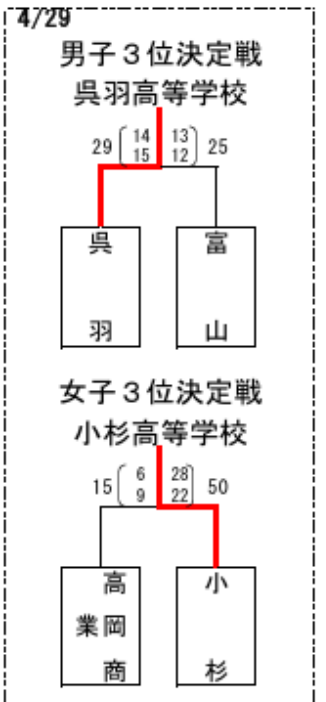 4/29
男子３位決定戦
呉羽高等学校
29 14 13 25
15 12
呉羽
富山
女子３位決定戦
小杉高等学校
15 6 28 50
9 22
高岡商業
小杉